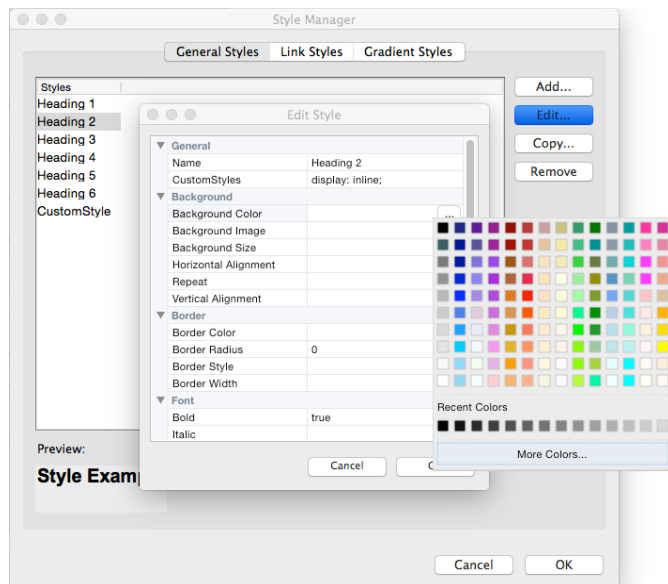 Style Manager
General Styles Link Styles Gradient Styles
Styles
Heading 1
Heading 2
Heading 3
Heading 4
Heading 5
Heading 6
CustomStyle
Add...
Edit...
Copy...
Remove
Edit Style
General
Name Heading 2
CustomStyles display: inline;
Background
Background Color ...
Background Image
Background Size
Horizontal Alignment
Repeat
Vertical Alignment
Border
Border Color
Border Radius 0
Border Style
Border Width
Font
Bold true
Italic
Cancel
Recent Colors
More Colors...
Preview:
Style Examp
Cancel OK